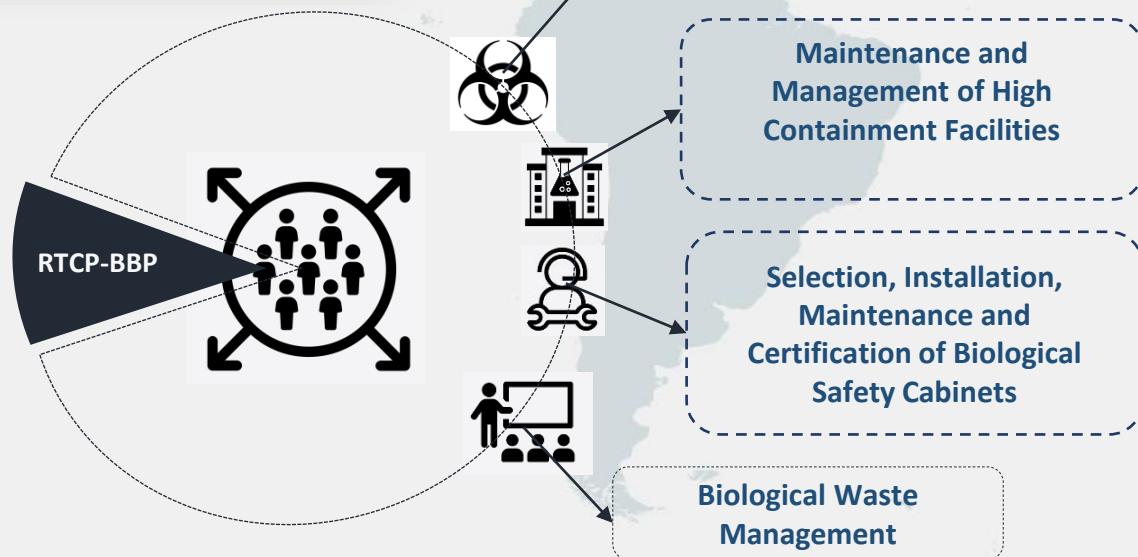 Maintenance and
Management of High
Containment Facilities
RTCP-BBP
Selection, Installation,
Maintenance and
Certification of Biological
Safety Cabinets
Biological Waste
Management